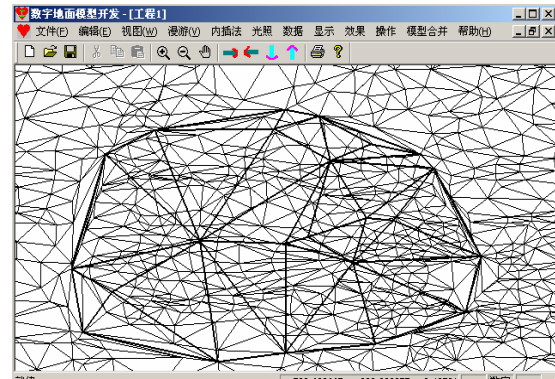 数字地面模型开发 - [工程1]
文件(F) 编辑(E) 视图(W) 漫游(V) 内插法 光照 数据 显示 效果 操作 模型合并 帮助(H)
数字